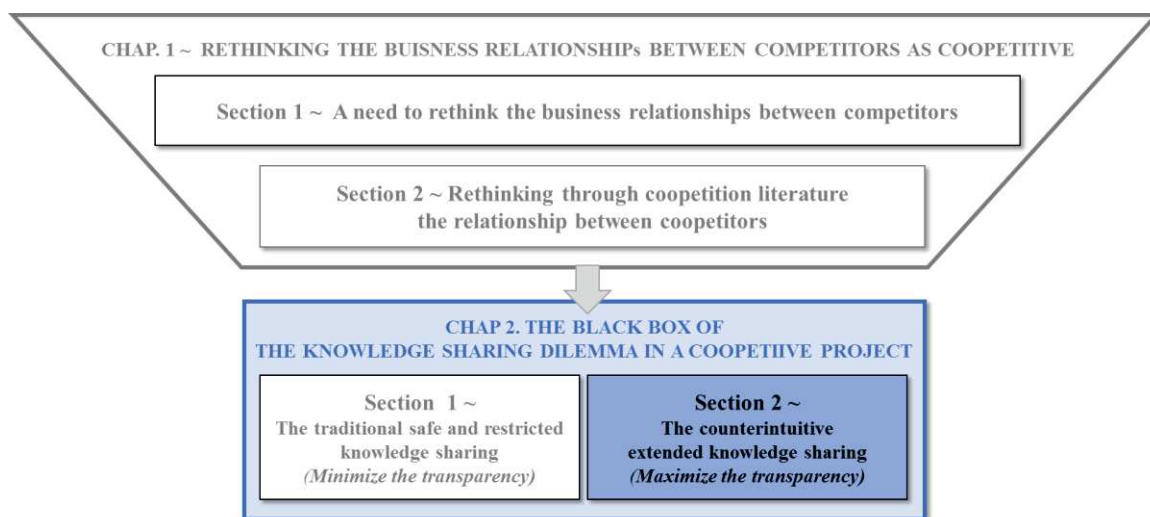 CHAP. 1 ~ RETHINKING THE BUISNESS RELATIONSHIPs BETWEEN COMPETITORS AS COOPETITIVE
Section 1 ~ A need to rethink the business relationships between competitors
Section 2 ~ Rethinking through coopetition literature
the relationship between coopetitors
CHAP 2. THE BLACK BOX OF
THE KNOWLEDGE SHARING DILEMMA IN A COOPETIIVE PROJECT
Section 1 ~
The traditional safe and restricted
knowledge sharing
(Minimize the transparency)
Section 2 ~
The counterintuitive
extended knowledge sharing
(Maximize the transparency)